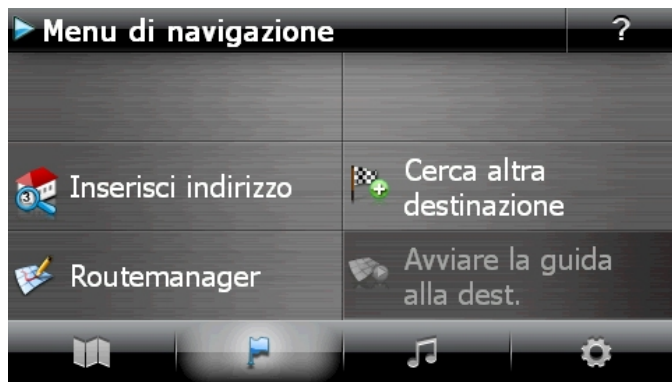 Menu di navigazione
?
Inserisci indirizzo
Cerca altra
destinazione
Routemanager
Avviare la guida
alla dest.